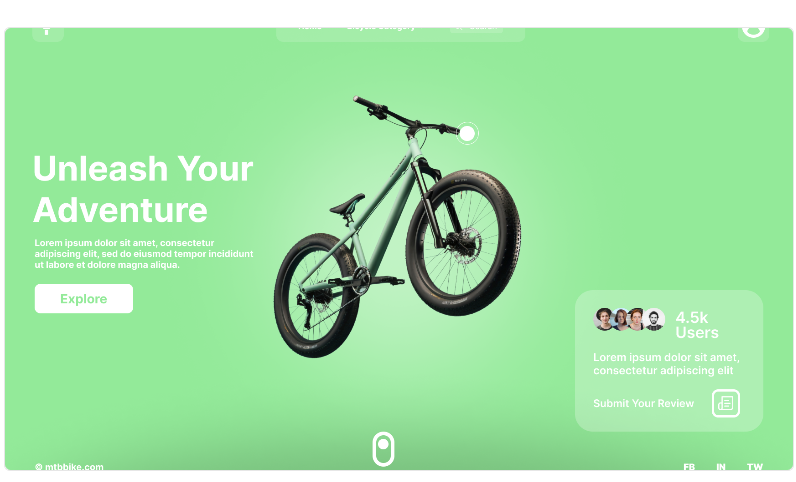 Unleash Your
Adventure
Lorem ipsum dolor sit amet, consectetur
adipiscing elit, sed do eiusmod tempor incididunt
ut labore et dolore magna aliqua.
Explore
4.5k
Users
Lorem ipsum dolor sit amet,
consectetur adipiscing elit
Submit Your Review
© mtbbike.com
FB IN TW